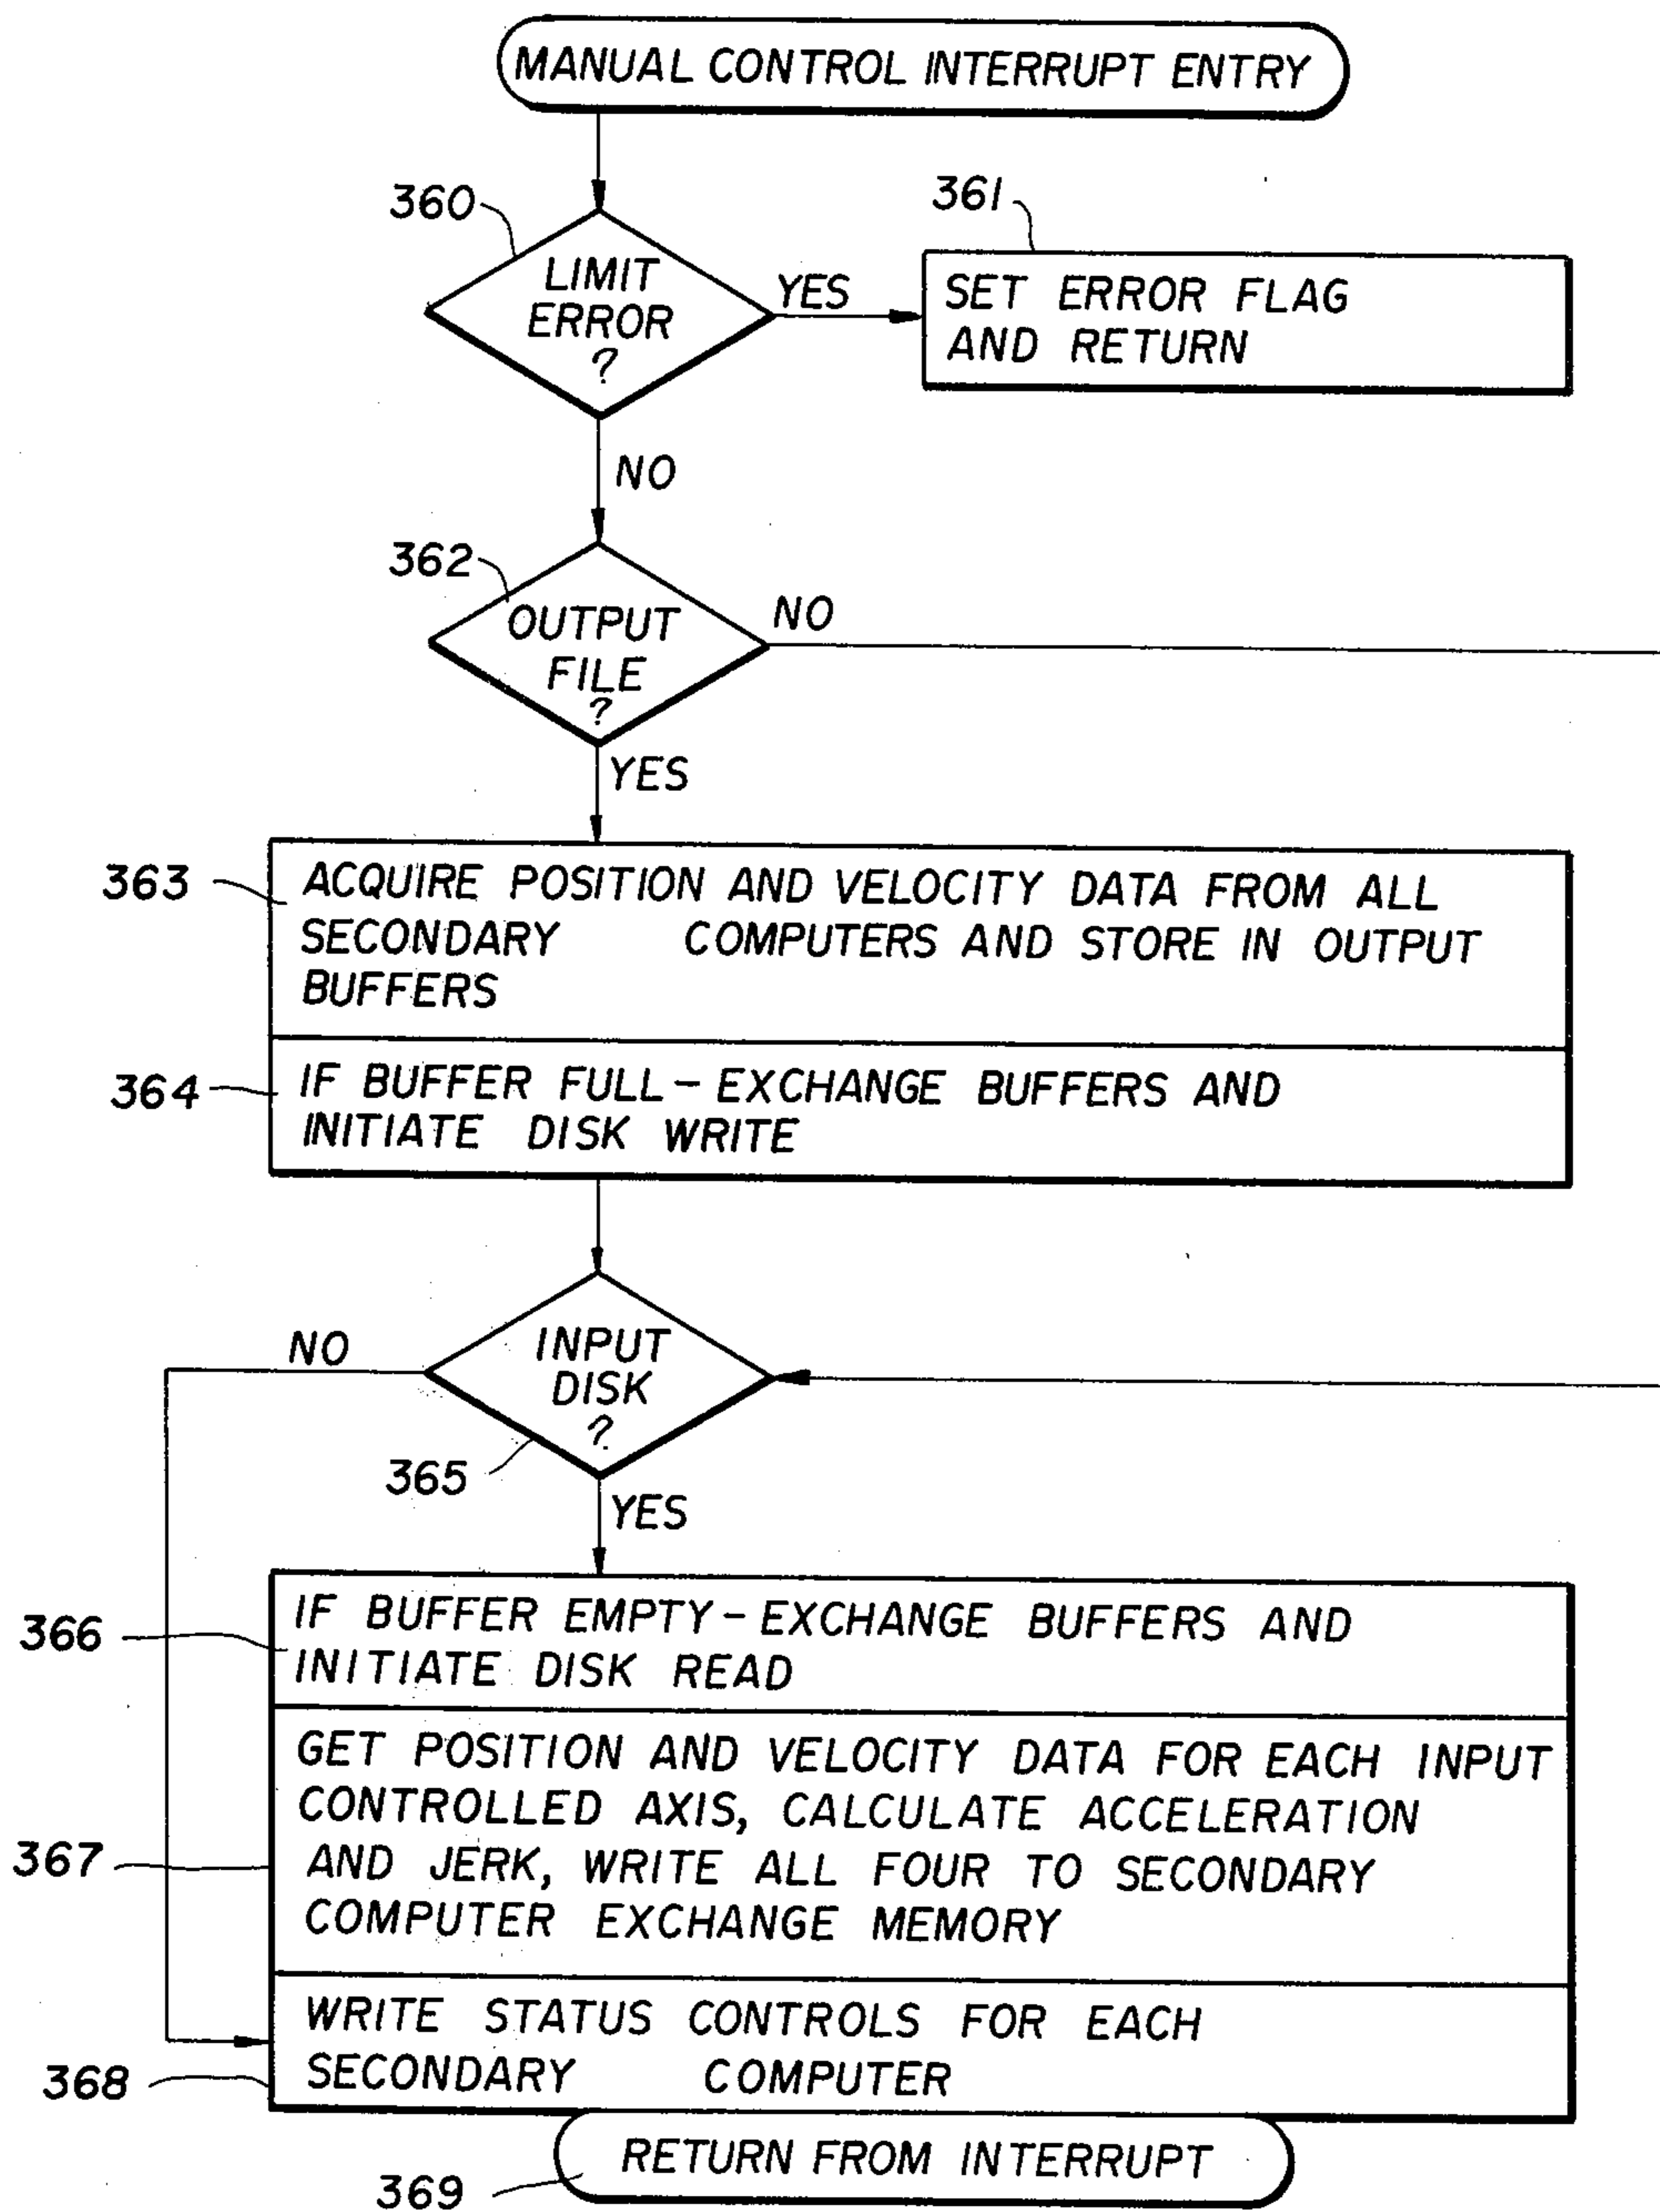 MANUAL CONTROL INTERRUPT ENTRY
360
361
LIMIT
ERROR
?
YES
SET ERROR FLAG
AND RETURN
NO
362
OUTPUT
FILE
?
NO
YES
363
ACQUIRE POSITION AND VELOCITY DATA FROM ALL
SECONDARY COMPUTERS AND STORE IN OUTPUT
BUFFERS
364
IF BUFFER FULL-EXCHANGE BUFFERS AND
INITIATE DISK WRITE
NO
INPUT
DISK
?
365
YES
366
IF BUFFER EMPTY-EXCHANGE BUFFERS AND
INITIATE DISK READ
367
GET POSITION AND VELOCITY DATA FOR EACH INPUT
CONTROLLED AXIS, CALCULATE ACCELERATION
AND JERK, WRITE ALL FOUR TO SECONDARY
COMPUTER EXCHANGE MEMORY
368
WRITE STATUS CONTROLS FOR EACH
SECONDARY COMPUTER
RETURN FROM INTERRUPT
369